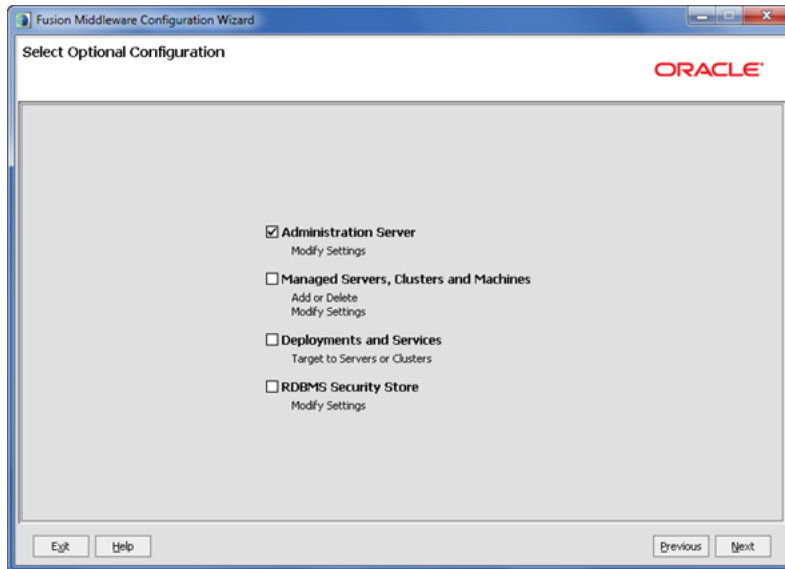 Fusion Middleware Configuration Wizard
Select Optional Configuration
ORACLE
Administration Server
Modify Settings
Managed Servers, Clusters and Machines
Add or Delete
Modify Settings
Deployments and Services
Target to Servers or Clusters
RDBMS Security Store
Modify Settings
Exit Help Previous Next